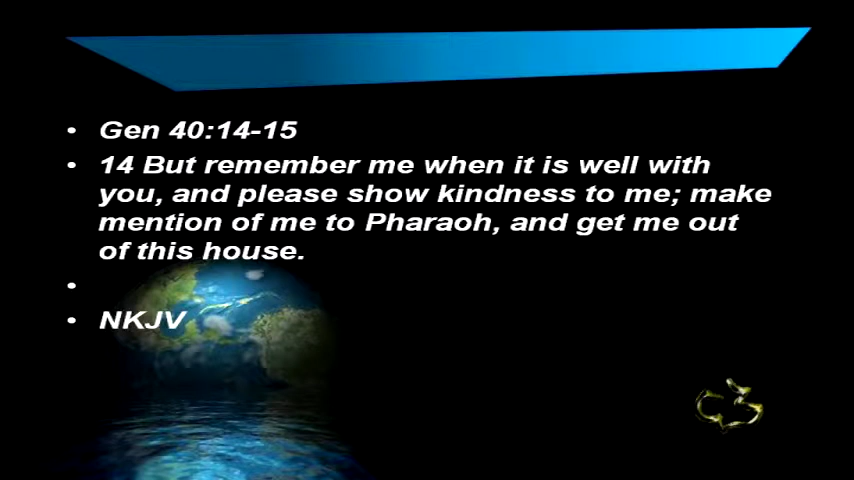 • Gen 40:14-15
• 14 But remember me when it is well with
you, and please show kindness to me; make
mention of me to Pharaoh, and get me out
of this house.
•
• NKJV
C3